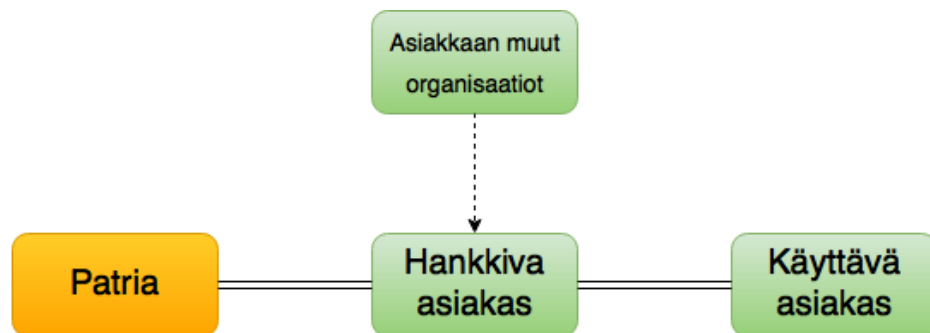 Asiakkaan muut
organisaatiot
Patria
Hankkiva
asiakas
Käyttävä
asiakas